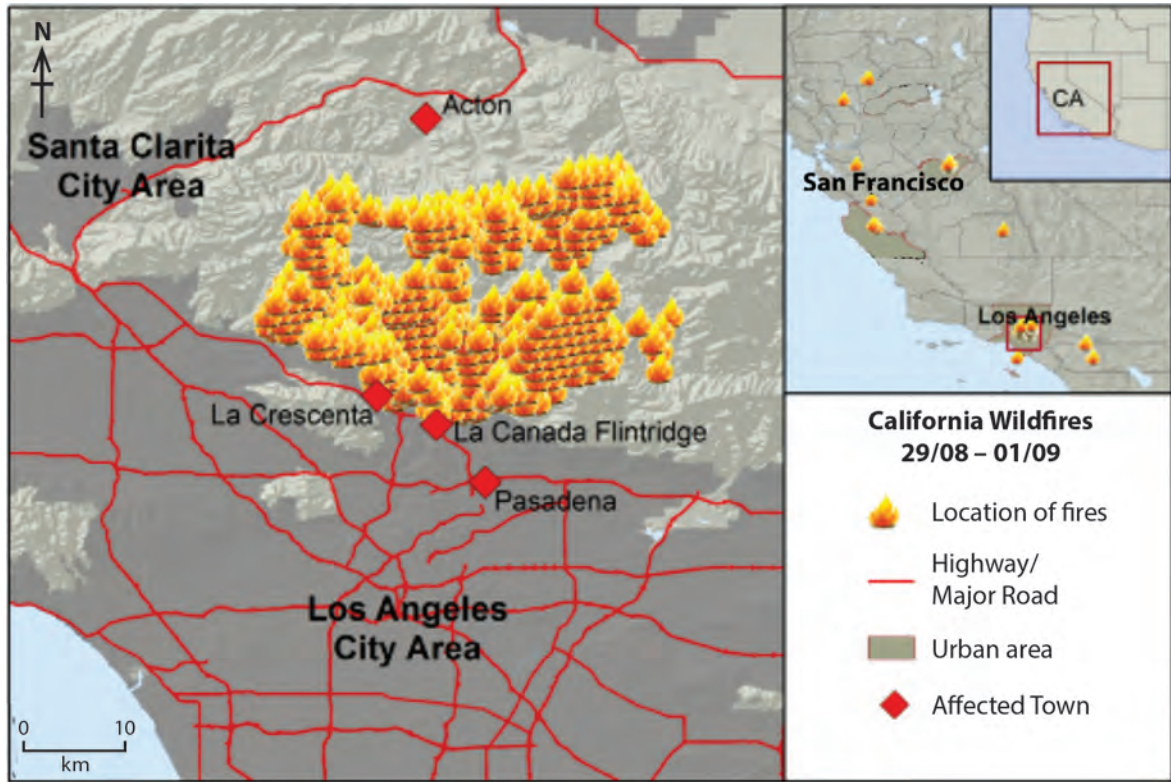 N
Acton
Santa Clarita
City Area
La Crescenta
La Canada Flintridge
Pasadena
Los Angeles
City Area
0 10
km
CA
San Francisco
Los Angeles
California Wildfires
29/08 – 01/09
Location of fires
Highway/
Major Road
Urban area
Affected Town